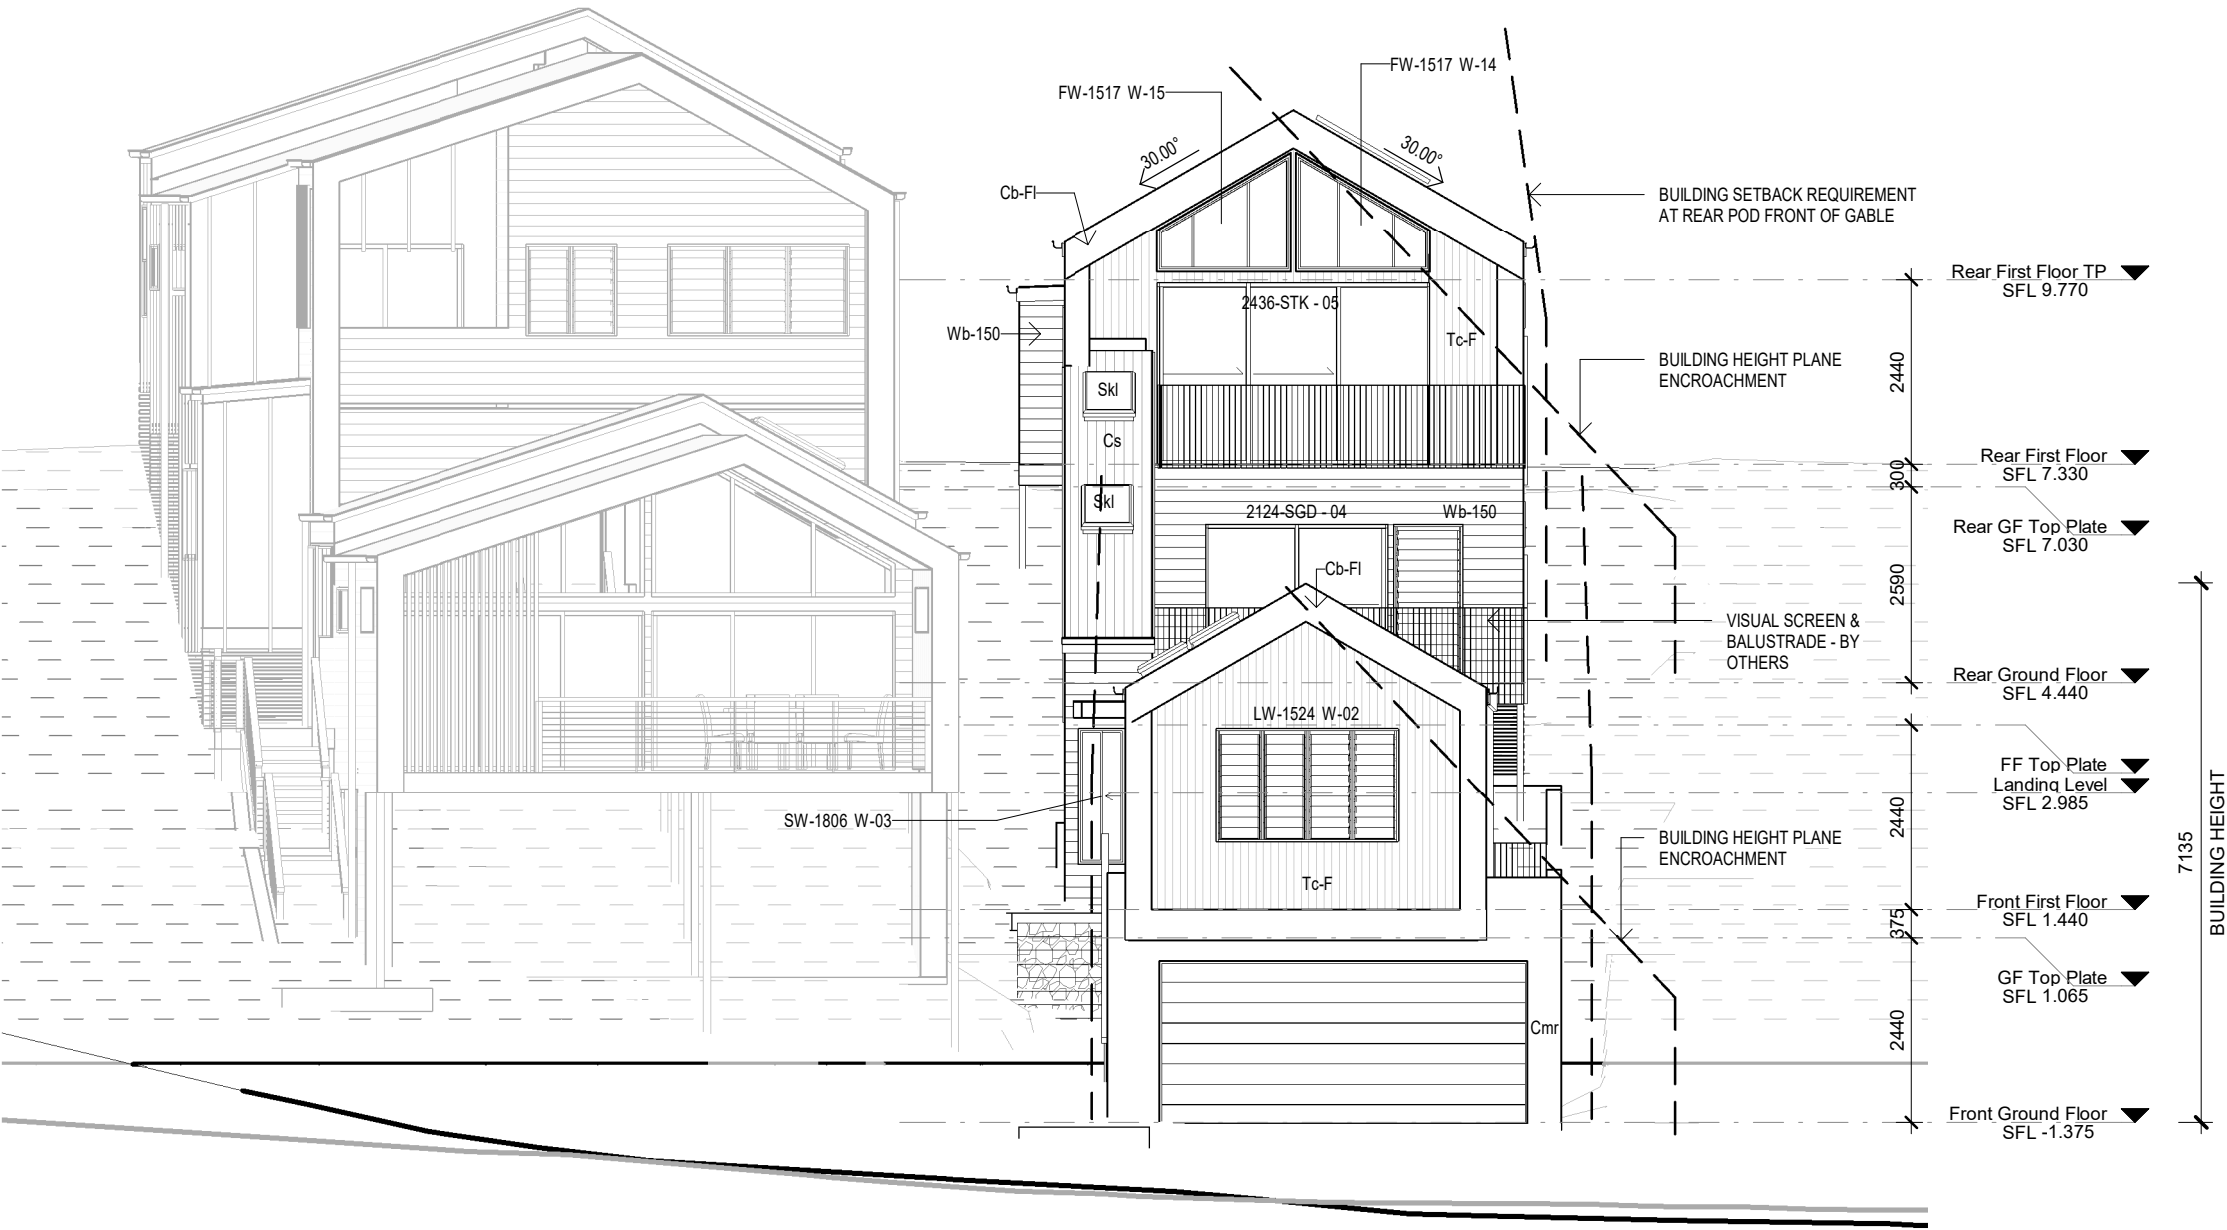 FW-1517 W-14
FW-1517 W-15
30.00°
30.00°
Cb-Fl
BUILDING SETBACK REQUIREMENT
AT REAR POD FRONT OF GABLE
Rear First Floor TP
SFL 9.770
2436-STK - 05
Wb-150
Tc-F
BUILDING HEIGHT PLANE
ENCROACHMENT
2440
Skl
Cs
Rear First Floor
SFL 7.330
300
Skl
2124-SGD - 04
Wb-150
Rear GF Top Plate
SFL 7.030
Cb-Fl
2590
VISUAL SCREEN &
BALUSTRADE - BY
OTHERS
Rear Ground Floor
SFL 4.440
LW-1524 W-02
FF Top Plate
Landing Level
SFL 2.985
SW-1806 W-03
2440
BUILDING HEIGHT PLANE
ENCROACHMENT
7135
BUILDING HEIGHT
Tc-F
Front First Floor
SFL 1.440
375
GF Top Plate
SFL 1.065
Cmr
2440
Front Ground Floor
SFL -1.375